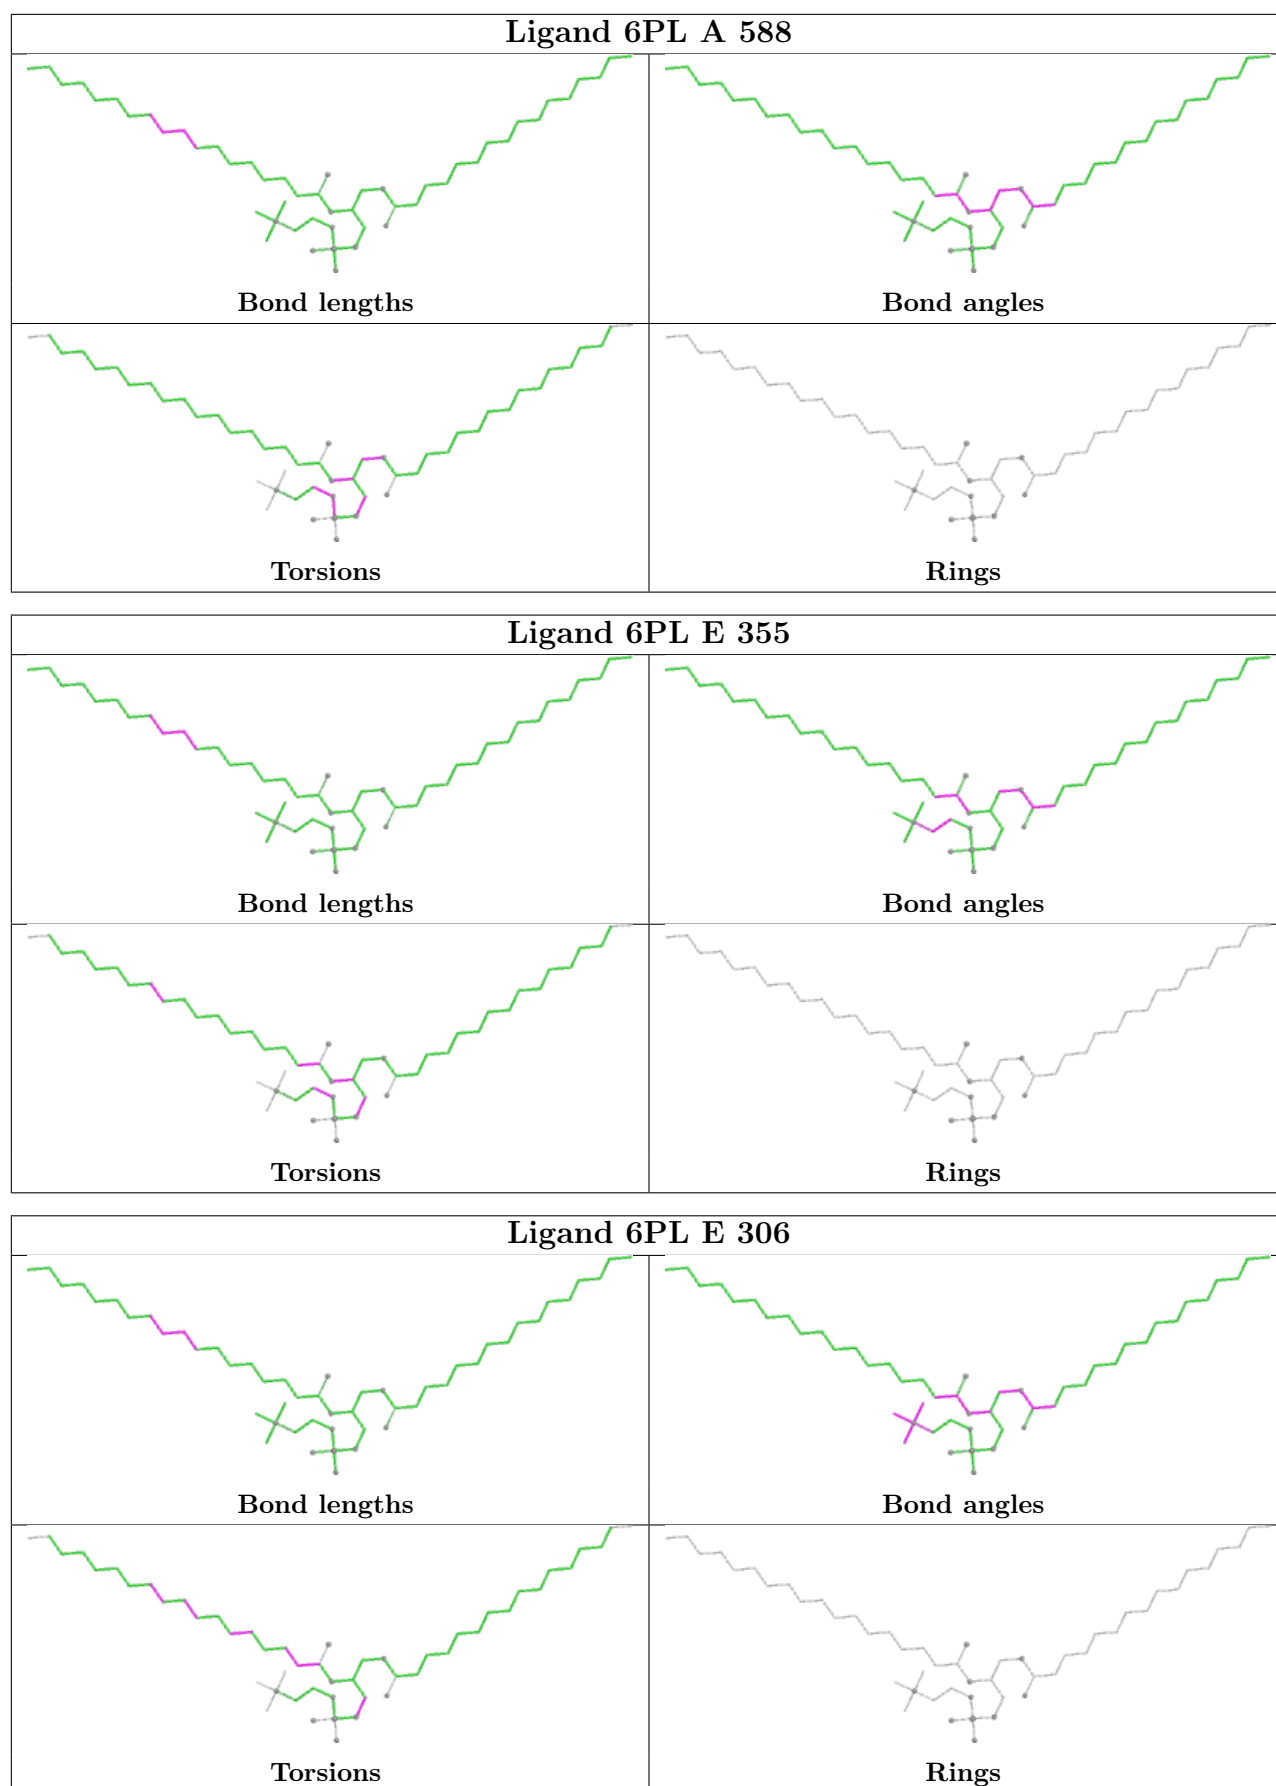 Ligand 6PL A 588
Bond lengths
Bond angles
Torsions
Rings
Ligand 6PL E 355
Bond lengths
Bond angles
Torsions
Rings
Ligand 6PL E 306
Bond lengths
Bond angles
Torsions
Rings